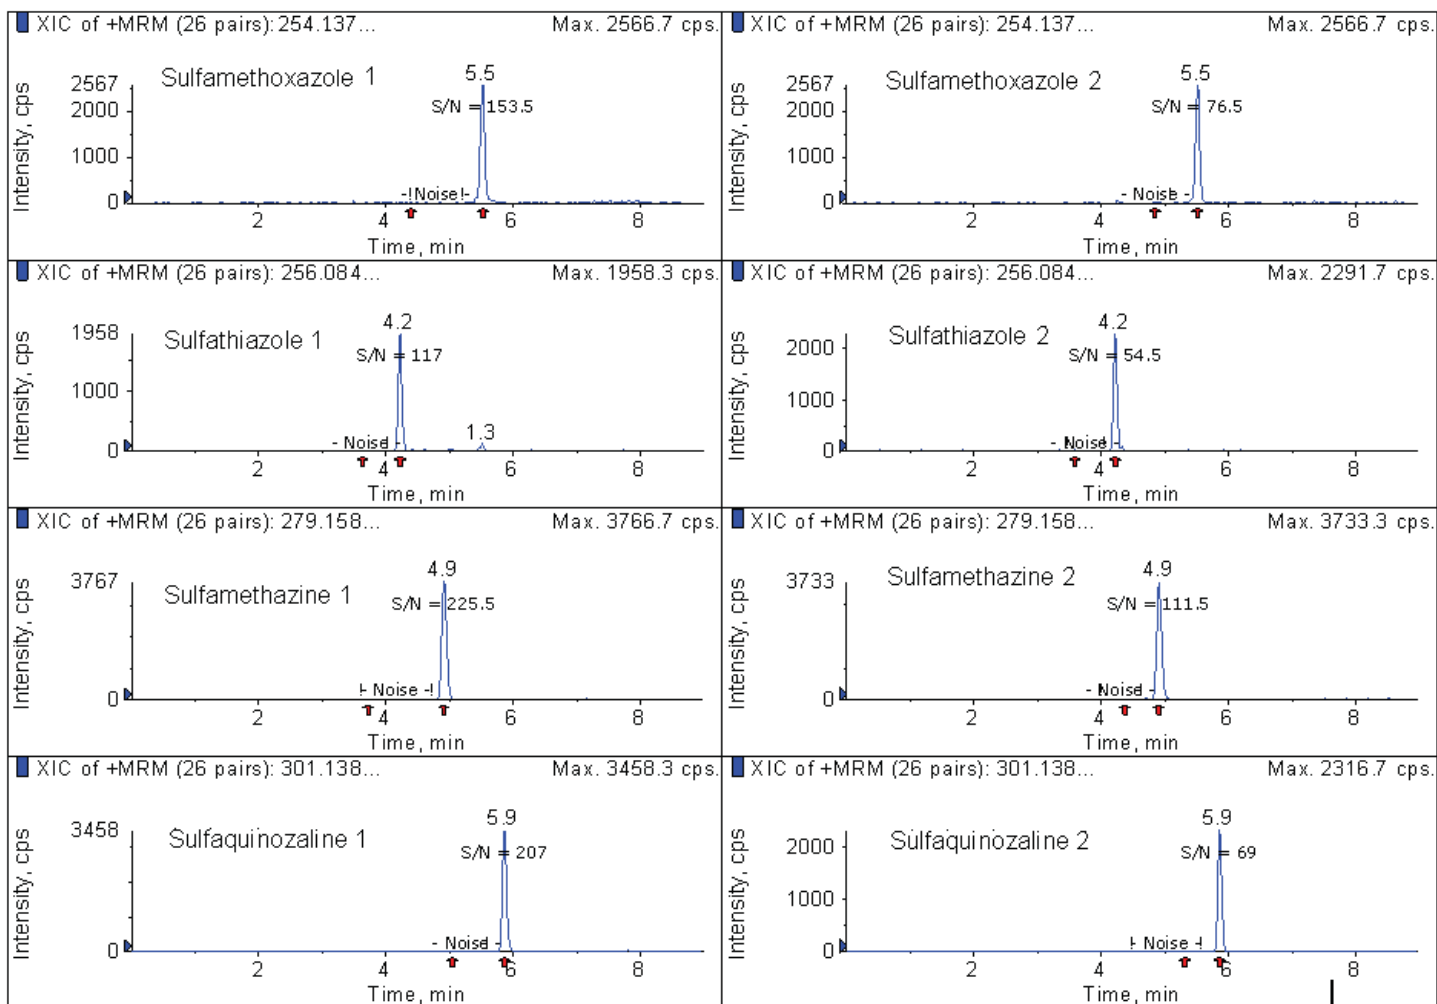 XIC of +MRM (26 pairs): 254.137... Max. 2566.7 cps.
Sulfamethoxazole 1
5.5
S/N = 153.5
Intensity, cps
2567
2000
1000
0
-!Noise!-
2 4 6 8
Time, min
XIC of +MRM (26 pairs): 254.137... Max. 2566.7 cps.
Sulfamethoxazole 2
5.5
S/N = 76.5
Intensity, cps
2567
2000
1000
0
- Noise -
2 4 6 8
Time, min
XIC of +MRM (26 pairs): 256.084... Max. 1958.3 cps.
Sulfathiazole 1
4.2
S/N = 117
Intensity, cps
1958
1000
0
- Noise -
1.3
2 4 6 8
Time, min
XIC of +MRM (26 pairs): 256.084... Max. 2291.7 cps.
Sulfathiazole 2
4.2
S/N = 54.5
Intensity, cps
2000
1000
0
- Noise -
2 4 6 8
Time, min
XIC of +MRM (26 pairs): 279.158... Max. 3766.7 cps.
Sulfamethazine 1
4.9
S/N = 225.5
Intensity, cps
3767
0
!- Noise -!
2 4 6 8
Time, min
XIC of +MRM (26 pairs): 279.158... Max. 3733.3 cps.
Sulfamethazine 2
4.9
S/N = 111.5
Intensity, cps
3733
0
- Noise -
2 4 6 8
Time, min
XIC of +MRM (26 pairs): 301.138... Max. 3458.3 cps.
Sulfaquinozaline 1
5.9
S/N = 207
Intensity, cps
3458
0
- Noise -
2 4 6 8
Time, min
XIC of +MRM (26 pairs): 301.138... Max. 2316.7 cps.
Sulfaquinozaline 2
5.9
S/N = 69
Intensity, cps
2000
1000
0
!- Noise -!
2 4 6 8
Time, min